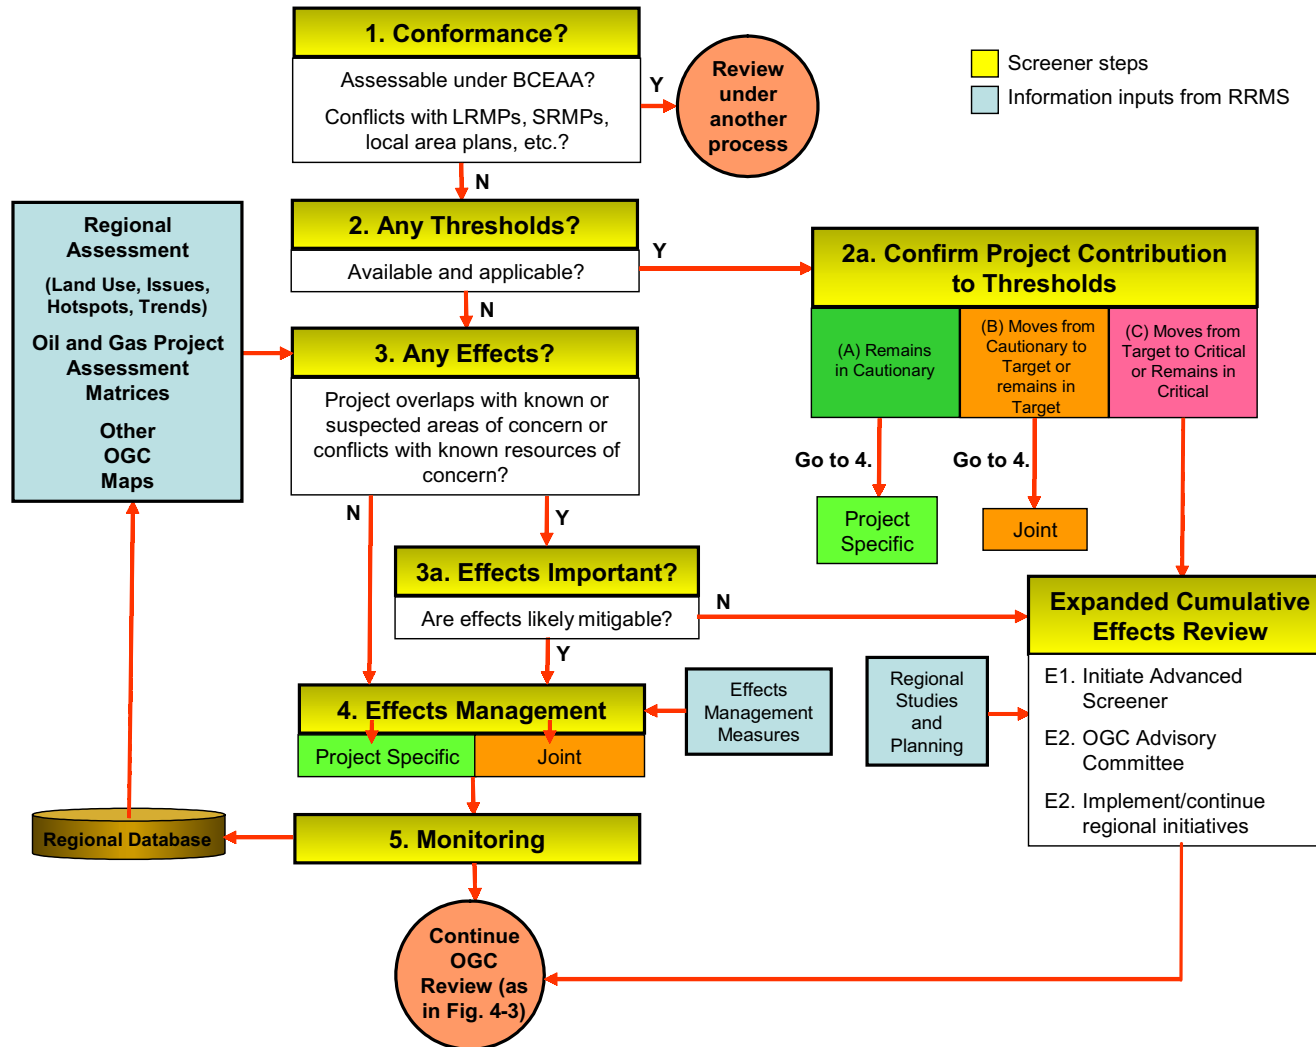 1. Conformance?
Assessable under BCEAA?
Conflicts with LRMPs, SRMPs,
local area plans, etc.?
Y
Review
under
another
process
Screener steps
Information inputs from RRMS
N
2. Any Thresholds?
Available and applicable?
Y
N
2a. Confirm Project Contribution
to Thresholds
(A) Remains
in Cautionary
(B) Moves from
Cautionary to
Target or
remains in
Target
(C) Moves from
Target to Critical
or Remains in
Critical
Go to 4.
Go to 4.
Project
Specific
Joint
Regional
Assessment
(Land Use, Issues,
Hotspots, Trends)
Oil and Gas Project
Assessment
Matrices
Other
OGC
Maps
3. Any Effects?
Project overlaps with known or
suspected areas of concern or
conflicts with known resources of
concern?
N
Y
3a. Effects Important?
Are effects likely mitigable?
N
Y
Expanded Cumulative
Effects Review
E1. Initiate Advanced
Screener
E2. OGC Advisory
Committee
E2. Implement/continue
regional initiatives
Regional
Studies
and
Planning
Effects
Management
Measures
4. Effects Management
Project Specific
Joint
5. Monitoring
Regional Database
Continue
OGC
Review (as
in Fig. 4-3)